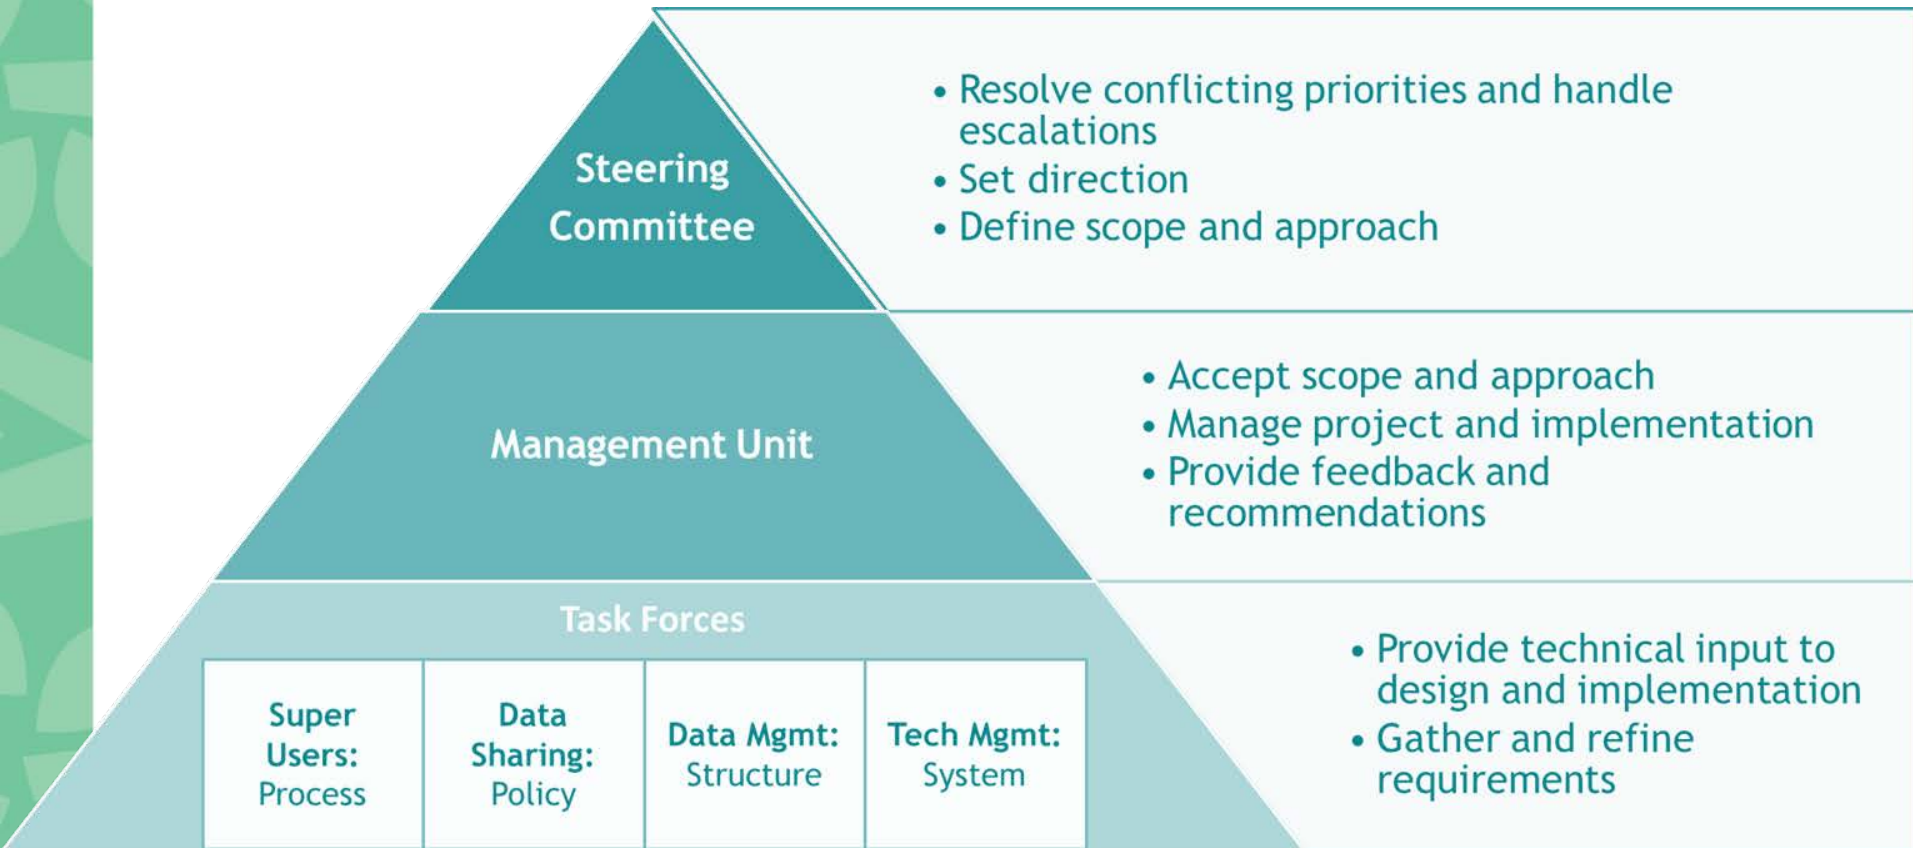 Steering
Committee
• Resolve conflicting priorities and handle
escalations
• Set direction
• Define scope and approach
Management Unit
• Accept scope and approach
• Manage project and implementation
• Provide feedback and
recommendations
Task Forces
Super
Users:
Process
Data
Sharing:
Policy
Data Mgmt:
Structure
Tech Mgmt:
System
• Provide technical input to
design and implementation
• Gather and refine
requirements